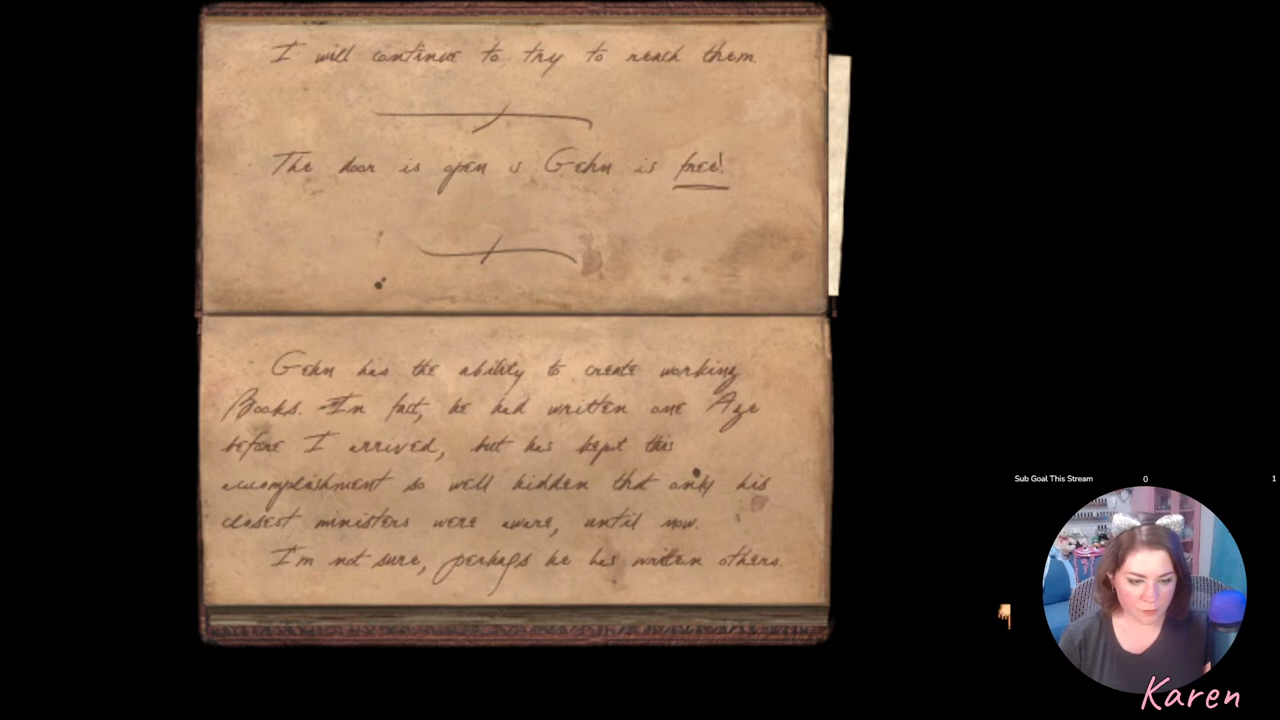 I will continue to try to reach them.
The door is open & Gehn is free!
Gehn has the ability to create working
Books. In fact, he had written one Age
before I arrived, but has kept this
accomplishment so well hidden that only his
closest ministers were aware, until now.
I'm not sure, perhaps he has written others.
Sub Goal This Stream 0 1
Karen